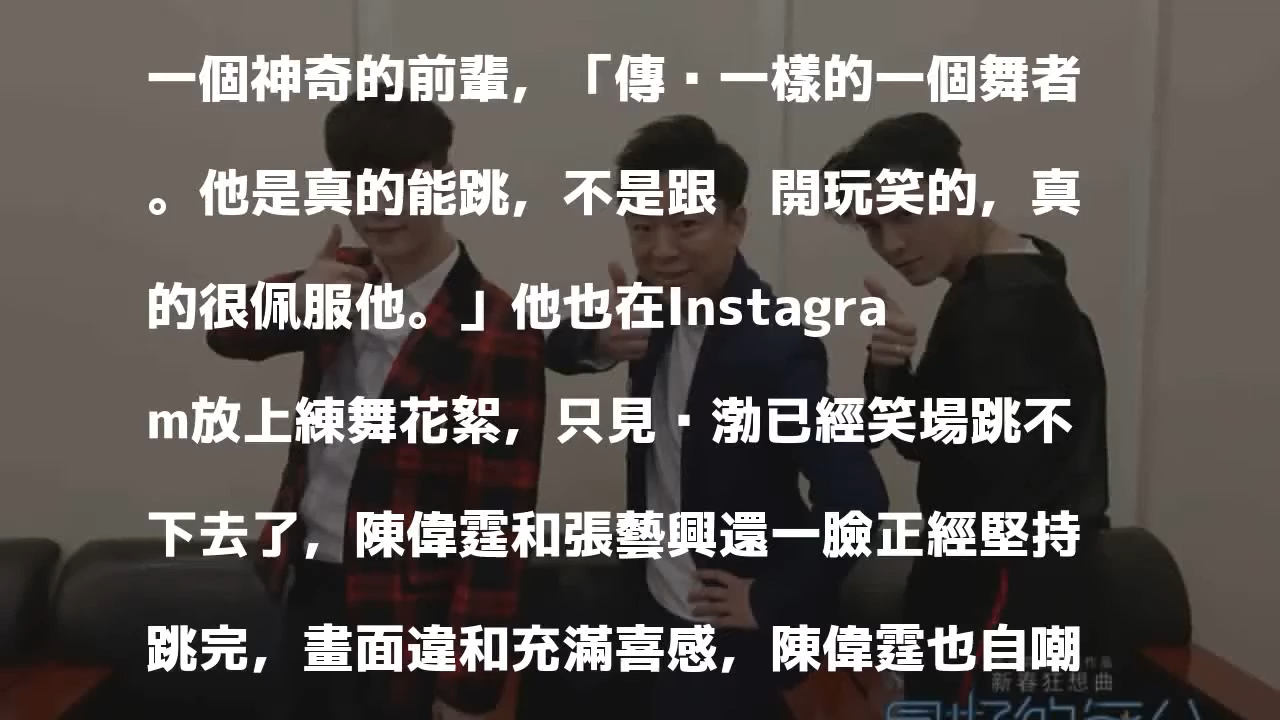 一個神奇的前輩，「傳·一樣的一個舞者
。他是真的能跳，不是跟　開玩笑的，真
的很佩服他。」他也在Instagra
m放上練舞花絮，只見·渤已經笑場跳不
下去了，陳偉霆和張藝興還一臉正經堅持
跳完，畫面違和充滿喜感，陳偉霆也自嘲
作品
新春狂想曲